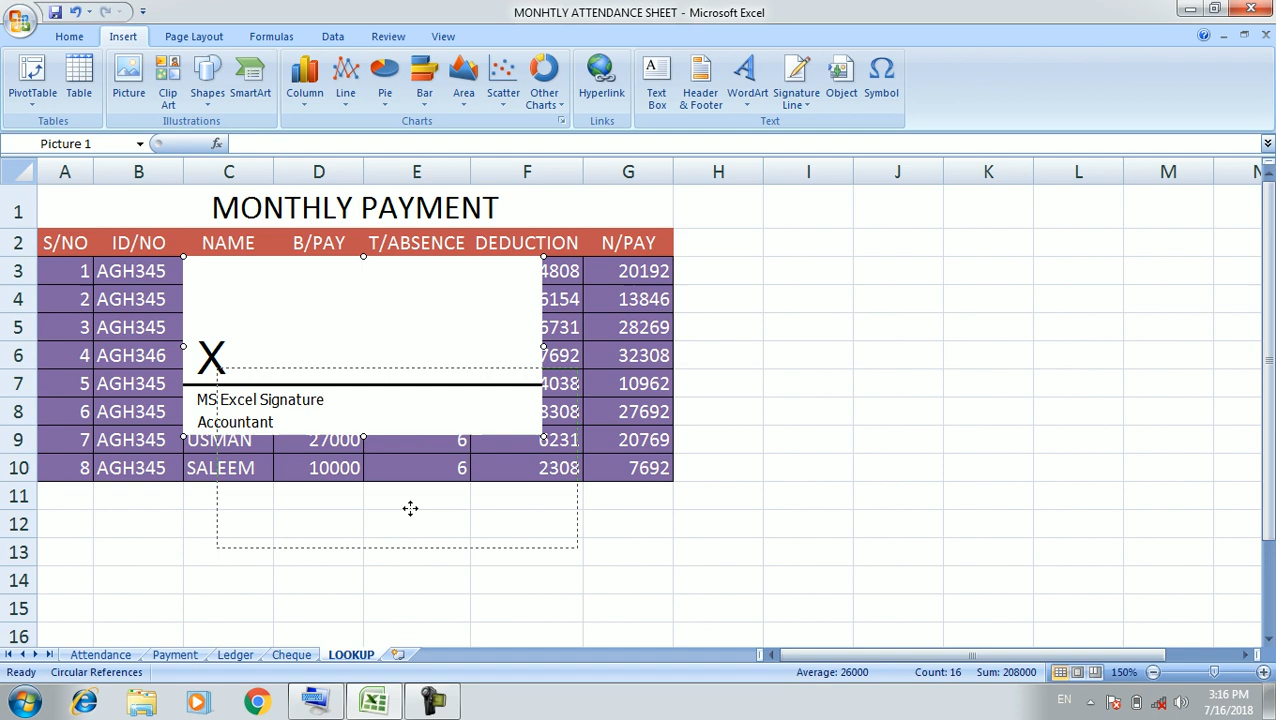 MONHTLY ATTENDANCE SHEET - Microsoft Excel
Home Insert Page Layout Formulas Data Review View
PivotTable Table Picture Clip Art Shapes SmartArt Column Line Pie Bar Area Scatter Other Charts Hyperlink Text Box Header & Footer WordArt Signature Line Object Symbol
Tables Illustrations Charts Links Text
Picture 1 fx
A B C D E F G H I J K L M N
1 MONTHLY PAYMENT
2 S/NO ID/NO NAME B/PAY T/ABSENCE DEDUCTION N/PAY
3 1 AGH345 4808 20192
4 2 AGH345 6154 13846
5 3 AGH345 6731 28269
6 4 AGH346 X 7692 32308
7 5 AGH345 4038 10962
MS Excel Signature
8 6 AGH345 8308 27692
Accountant
9 7 AGH345 USMAN 27000 6 6231 20769
10 8 AGH345 SALEEM 10000 6 2308 7692
11
12
13
14
15
16
Attendance Payment Ledger Cheque LOOKUP
Ready Circular References Average: 26000 Count: 16 Sum: 208000 150%
EN 3:16 PM
7/16/2018